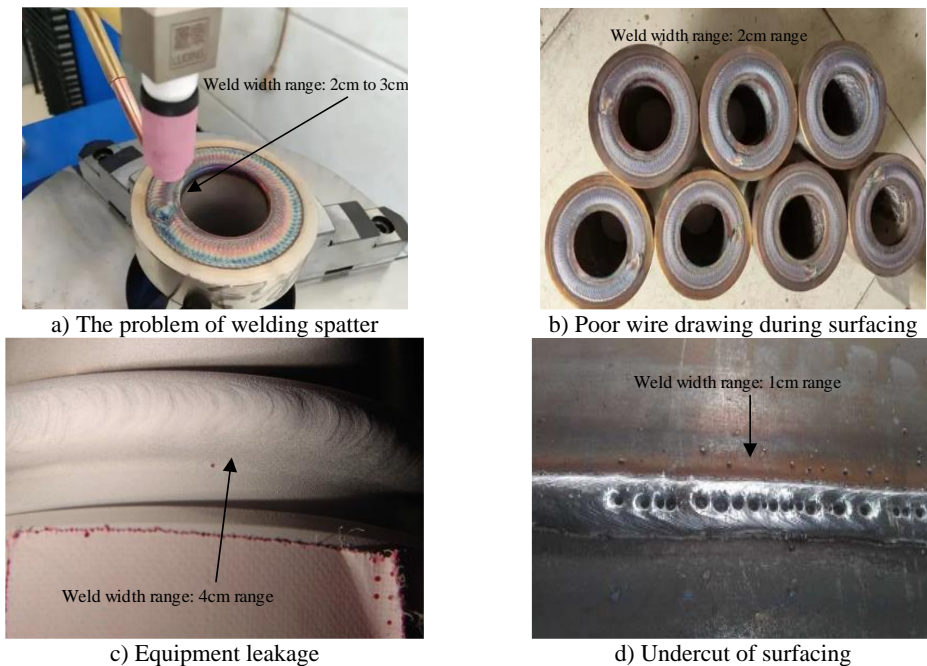 Weld width range: 2cm to 3cm
Weld width range: 2cm range
a) The problem of welding spatter
b) Poor wire drawing during surfacing
Weld width range: 4cm range
Weld width range: 1cm range
c) Equipment leakage
d) Undercut of surfacing